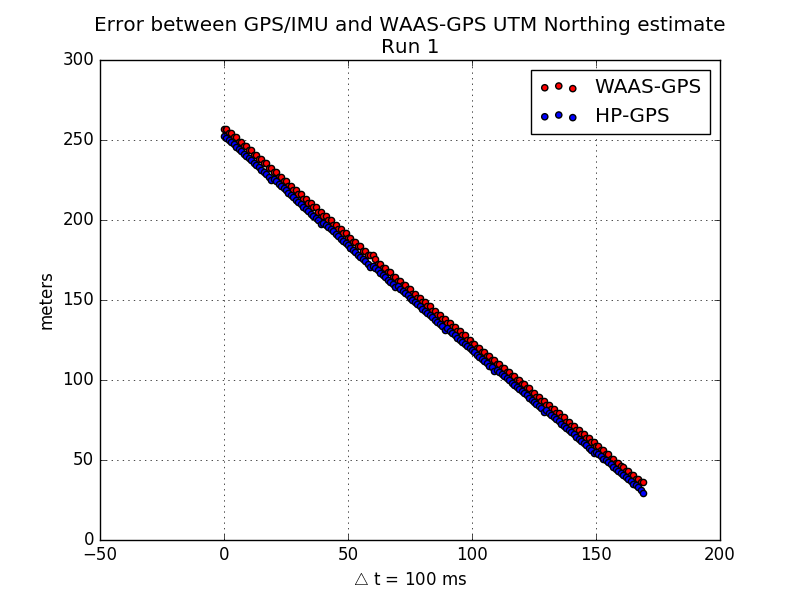 Error between GPS/IMU and WAAS-GPS UTM Northing estimate
Run 1
300
250
200
150
100
50
0
meters
WAAS-GPS
HP-GPS
−50
0
50
100
150
200
△ t = 100 ms